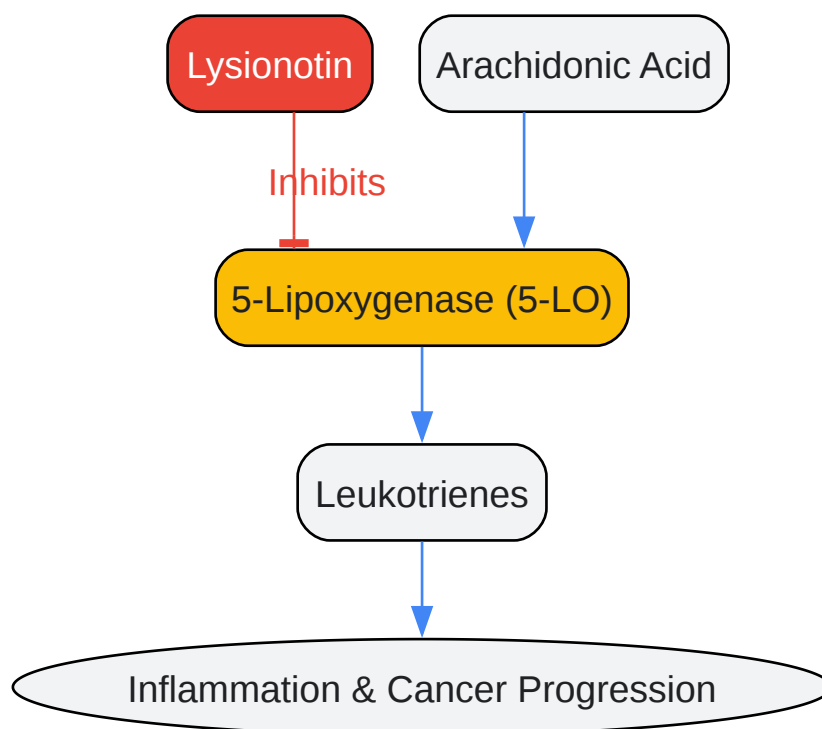 Lysionotin
Arachidonic Acid
Inhibits
5-Lipoxygenase (5-LO)
Leukotrienes
Inflammation & Cancer Progression